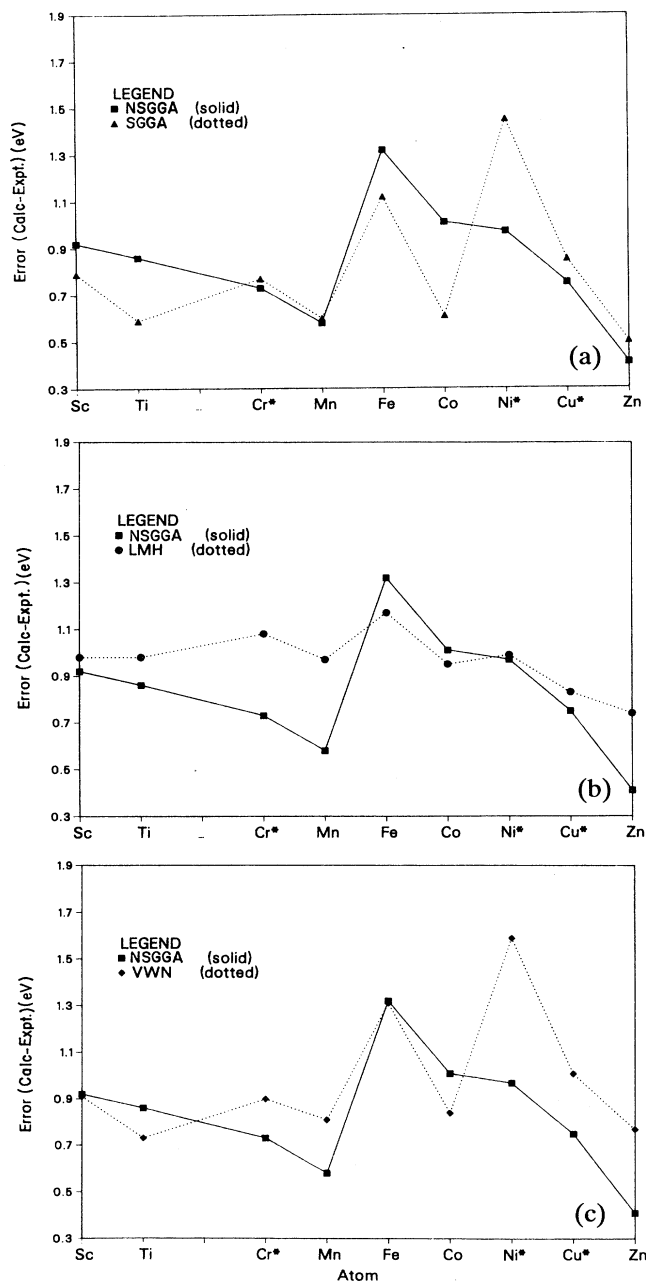 1.9
1.7
1.5
1.3
1.1
0.9
0.7
0.5
0.3
Error (Calc-Expt.) (eV)
LEGEND
NSGGA (solid)
SGGA (dotted)
(a)
Sc Ti Cr* Mn Fe Co Ni* Cu* Zn
1.9
1.7
1.5
1.3
1.1
0.9
0.7
0.5
0.3
Error (Calc-Expt.)(eV)
LEGEND
NSGGA (solid)
LMH (dotted)
(b)
Sc Ti Cr* Mn Fe Co Ni* Cu* Zn
1.9
1.7
1.5
1.3
1.1
0.9
0.7
0.5
0.3
Error (Calc-Expt.)(eV)
LEGEND
NSGGA (solid)
VWN (dotted)
(c)
Sc Ti Cr* Mn Fe Co Ni* Cu* Zn
Atom